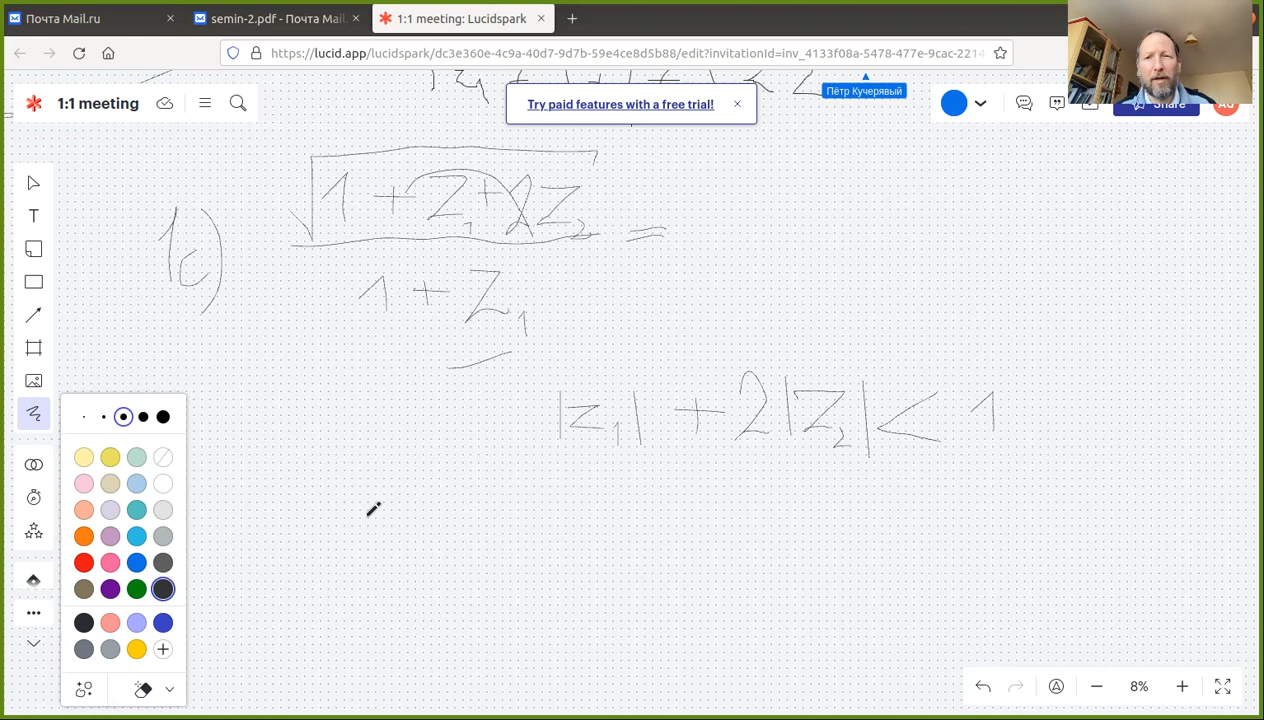 Почта Mail.ru
semin-2.pdf - Почта Mail.
1:1 meeting: Lucidspark
https://lucid.app/lucidspark/dc3e360e-4c9a-40d7-9d7b-59e4ce8d5b88/edit?invitationId=inv_4133f08a-5478-477e-9cac-2214
1:1 meeting
Try paid features with a free trial!
Пётр Кучерявый
Share
T
√1 + Z₁ + 2Z₂ =
1 + Z₁
|z₁| + 2|Z₂| < 1
8%